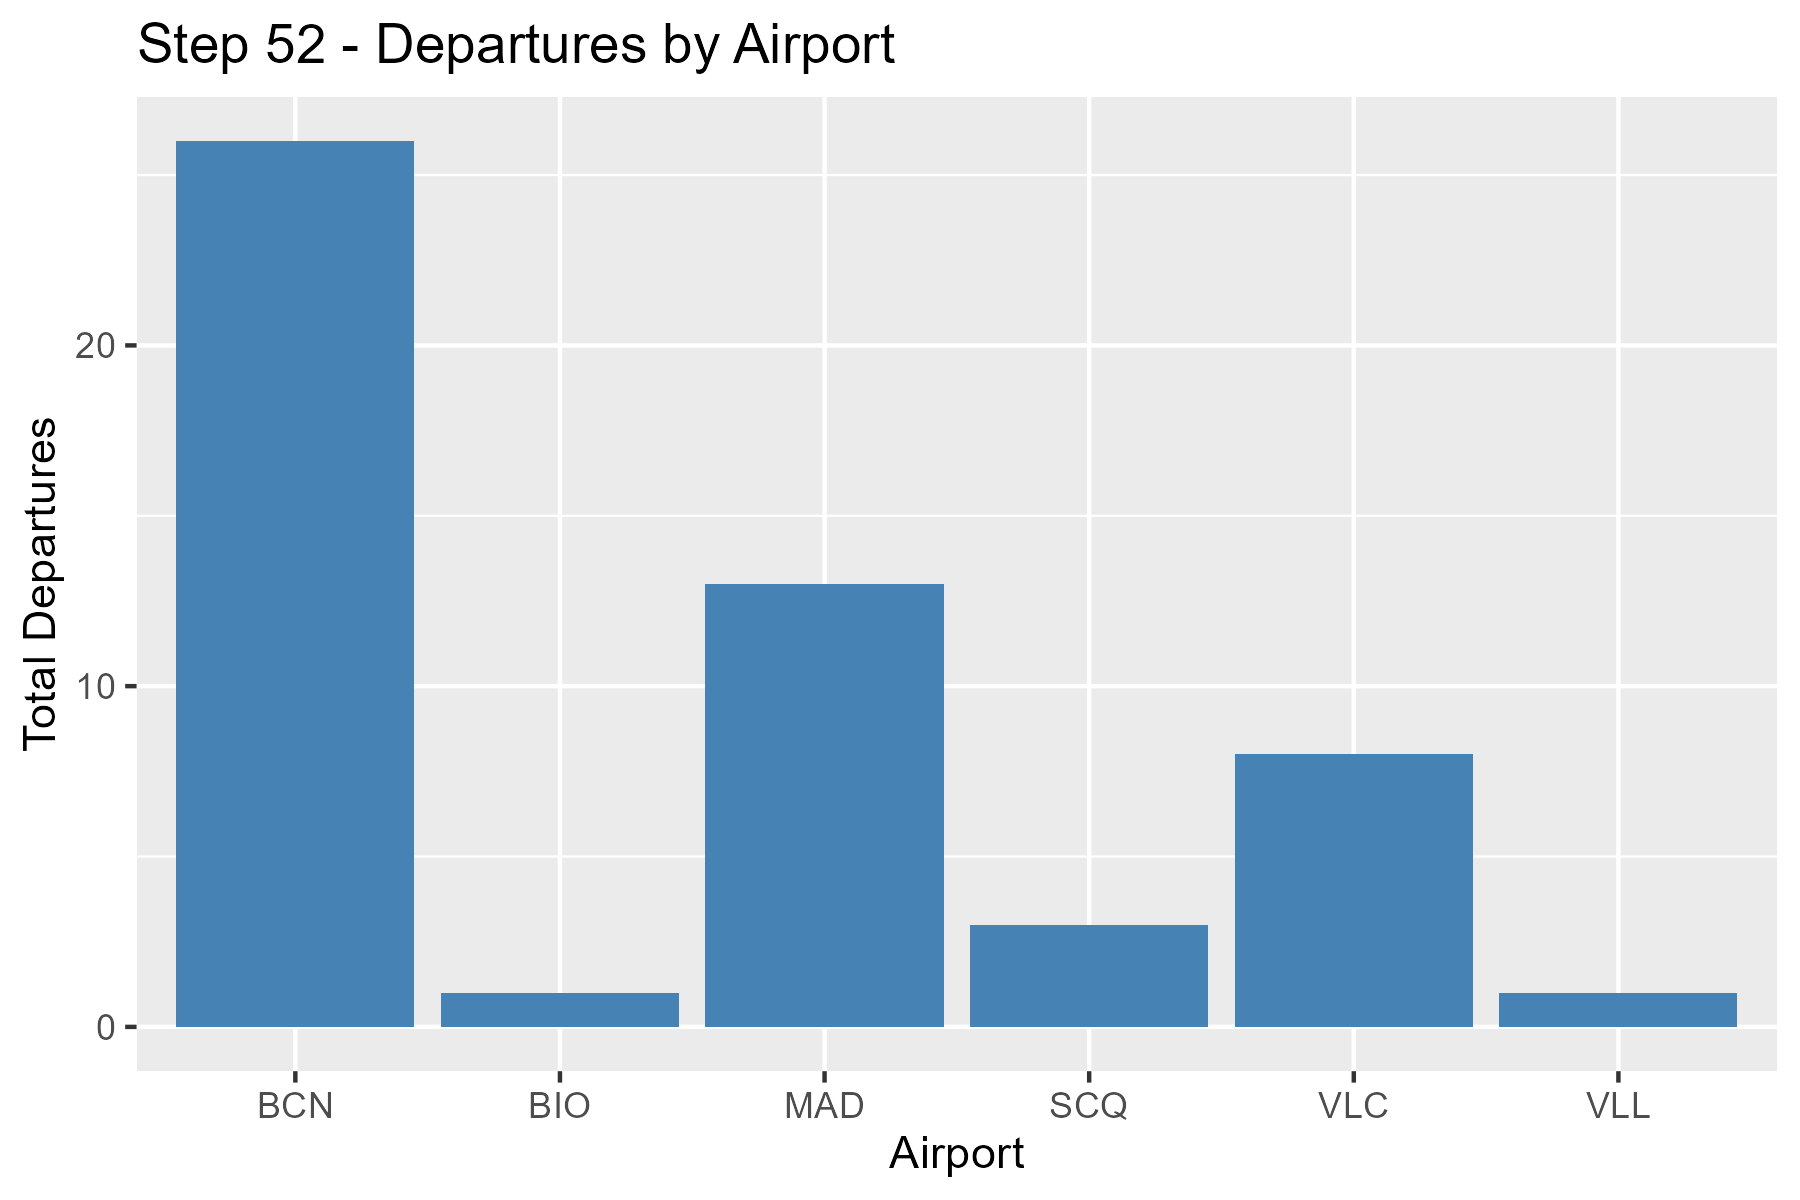 Step 52 - Departures by Airport
Total Departures
20
10
0
BCN BIO MAD SCQ VLC VLL
Airport